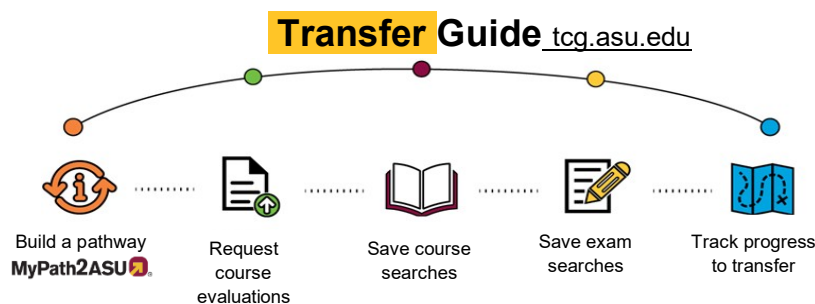 Transfer Guide tcg.asu.edu
Build a pathway
MyPath2ASU
Request
course
evaluations
Save course
searches
Save exam
searches
Track progress
to transfer